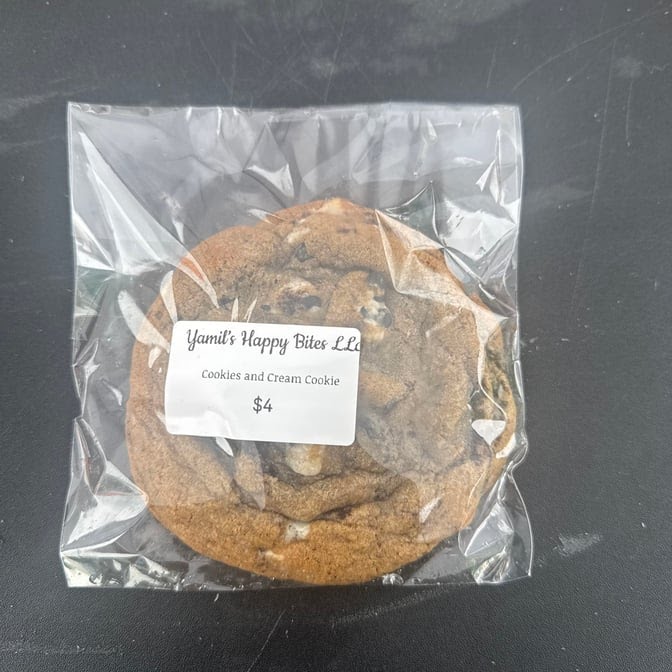 Yamil's Happy Bites LLC
Cookies and Cream Cookie
$4